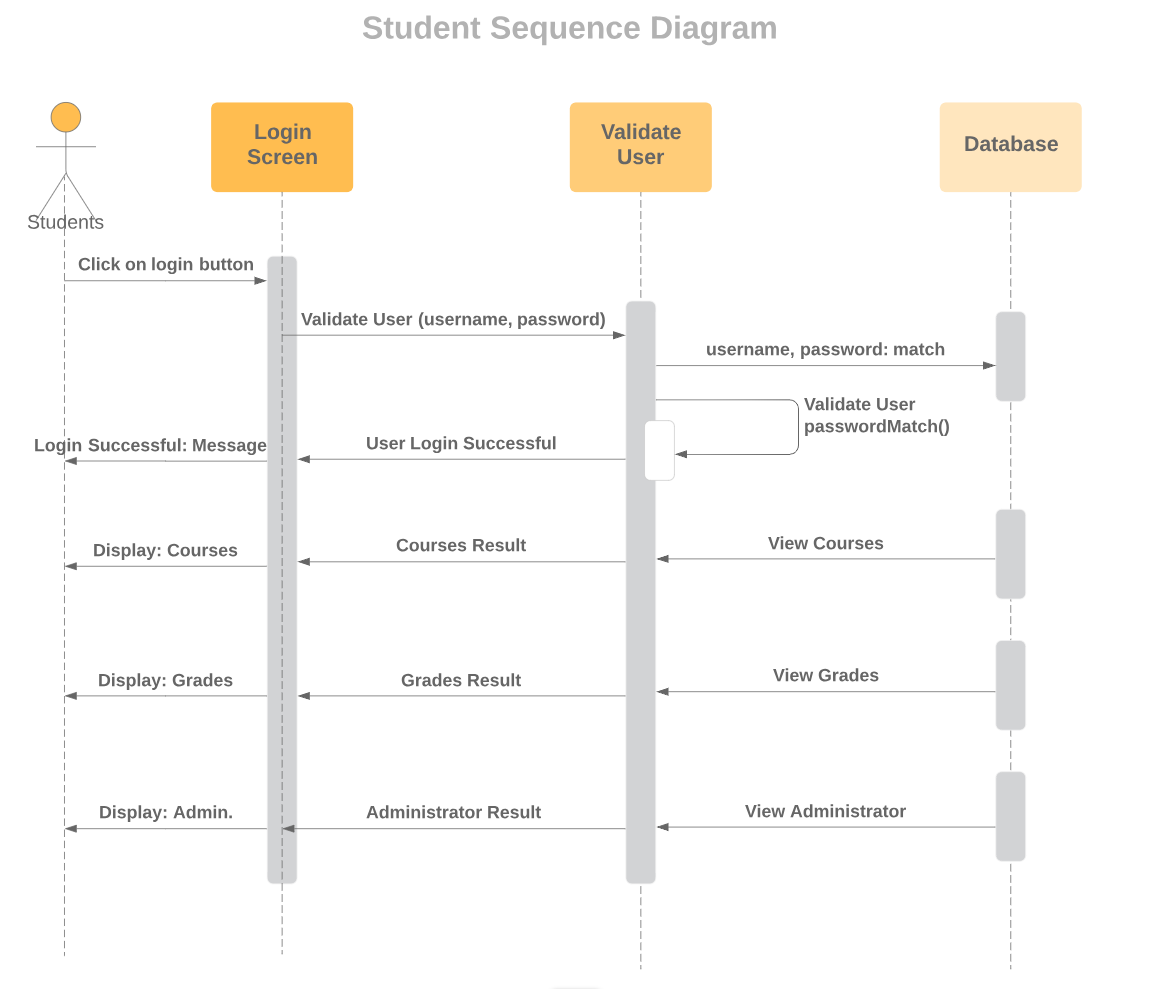 Student Sequence Diagram
Login
Screen
Validate
User
Database
Students
Click on login button
Validate User (username, password)
username, password: match
Validate User
passwordMatch()
Login Successful: Message
User Login Successful
Display: Courses
Courses Result
View Courses
Display: Grades
Grades Result
View Grades
Display: Admin.
Administrator Result
View Administrator